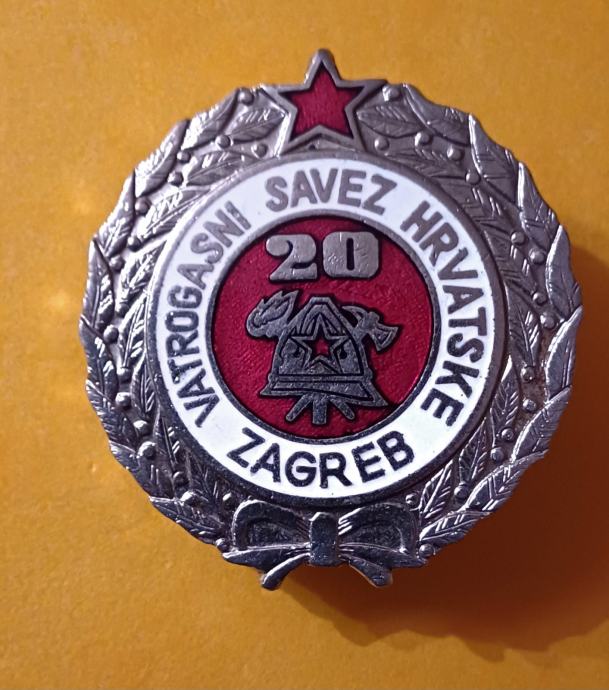 VATROGASNI SAVEZ HRVATSKE
20
ZAGREB